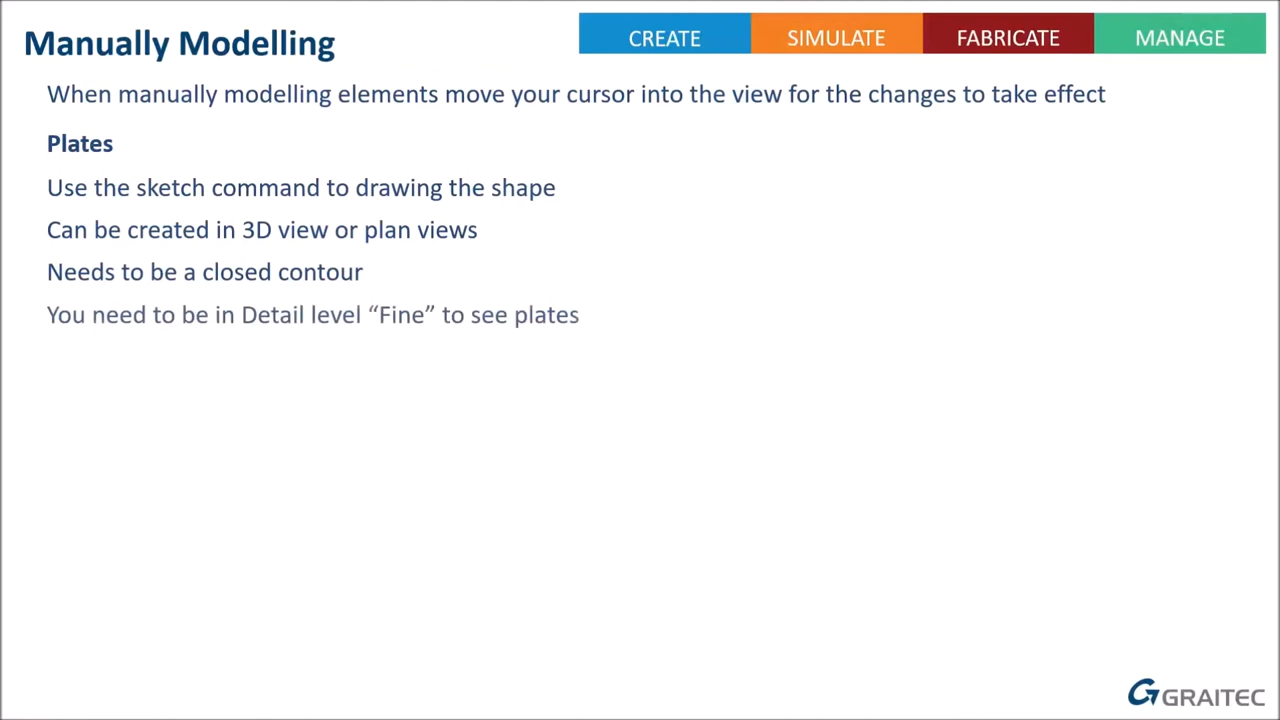 Manually Modelling
CREATE SIMULATE FABRICATE MANAGE
When manually modelling elements move your cursor into the view for the changes to take effect
Plates
Use the sketch command to drawing the shape
Can be created in 3D view or plan views
Needs to be a closed contour
You need to be in Detail level “Fine” to see plates
GRAITEC